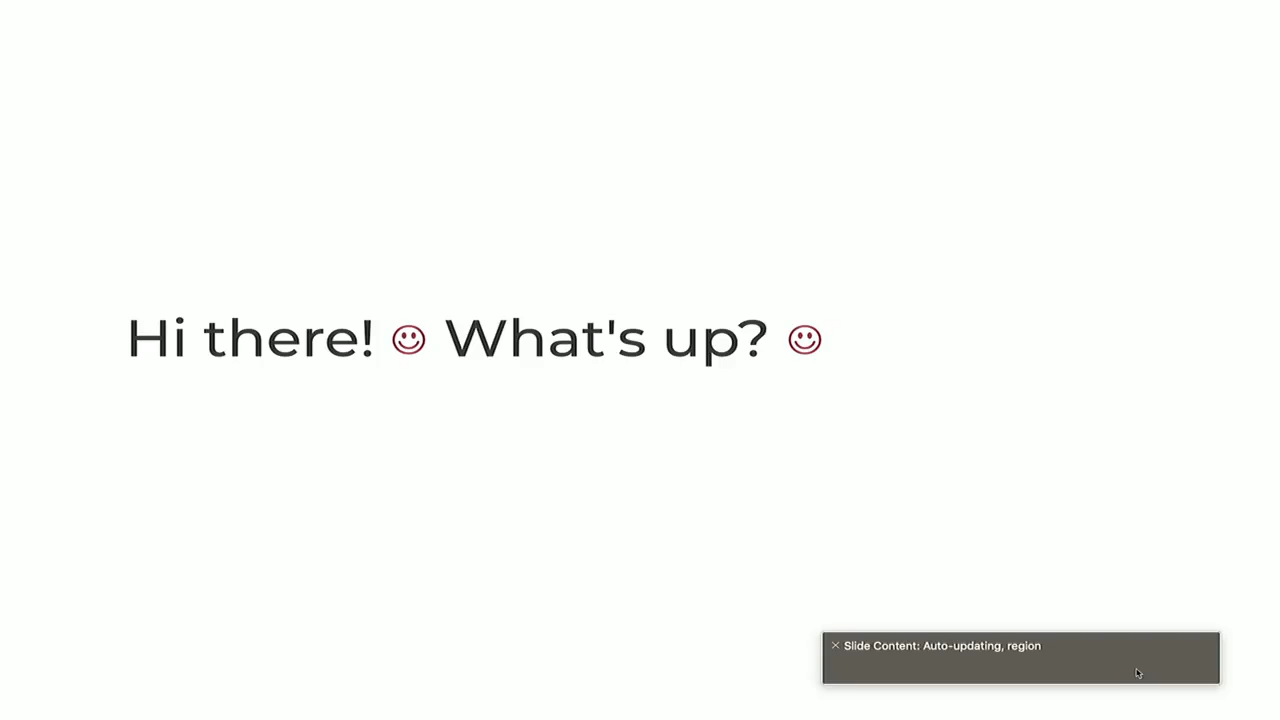 Hi there! ☺ What's up? ☺
× Slide Content: Auto-updating, region